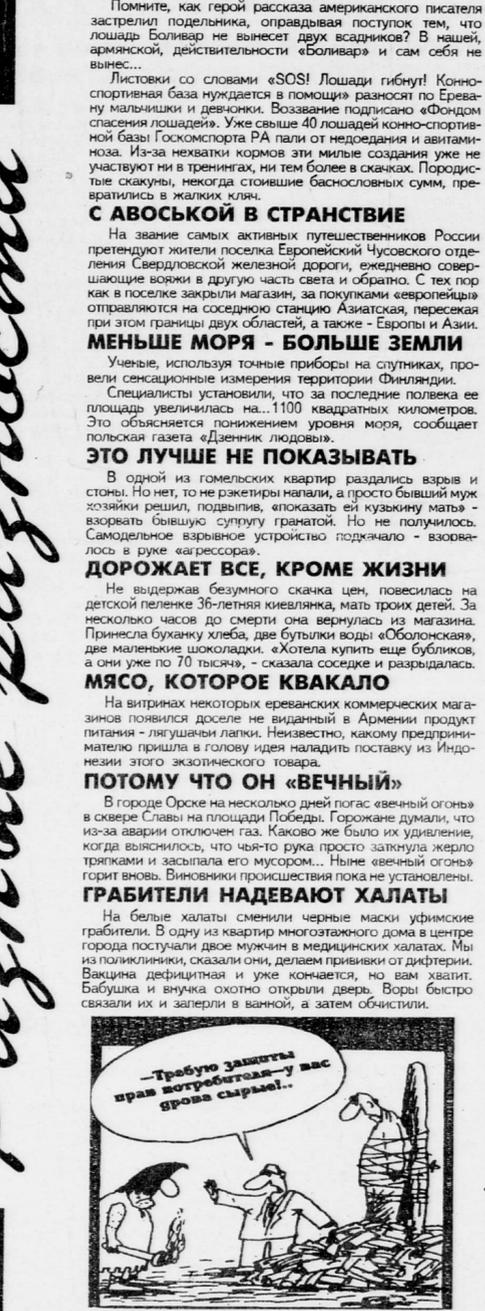 Помните, как герой рассказа американского писателя
застрелил подельника, оправдывая поступок тем, что
лошадь Боливар не вынесет двух всадников? В нашей,
армянской, действительности «Боливар» и сам себя не
вынес...
Листовки со словами «SOS! Лошади гибнут! Конно-
спортивная база нуждается в помощи» разносят по Ерева-
ну мальчишки и девчонки. Воззвание подписано «Фондом
спасения лошадей». Уже свыше 40 лошадей конно-спортив-
ной базы Госкомспорта РА пали от недоедания и авитами-
ноза. Из-за нехватки кормов эти милые создания уже не
участвуют ни в тренингах, ни тем более в скачках. Породис-
тые скакуны, некогда стоившие баснословных сумм, пре-
вратились в жалких кляч.
С АВОСЬКОЙ В СТРАНСТВИЕ
На звание самых активных путешественников России
претендуют жители поселка Европейский Чусовского отде-
ления Свердловской железной дороги, ежедневно совер-
шающие вояжи в другую часть света и обратно. С тех пор
как в поселке закрыли магазин, за покупками «европейцы»
отправляются на соседнюю станцию Азиатская, пересекая
при этом границы двух областей, а также - Европы и Азии.
МЕНЬШЕ МОРЯ - БОЛЬШЕ ЗЕМЛИ
Ученые, используя точные приборы на спутниках, про-
вели сенсационные измерения территории Финляндии.
Специалисты установили, что за последние полвека ее
площадь увеличилась на...1100 квадратных километров.
Это объясняется понижением уровня моря, сообщает
польская газета «Дзенник людовы».
ЭТО ЛУЧШЕ НЕ ПОКАЗЫВАТЬ
В одной из гомельских квартир раздались взрыв и
стоны. Но нет, то не рэкетиры напали, а просто бывший муж
хозяйки решил, подвыпив, «показать ей кузькину мать» -
взорвать бывшую супругу гранатой. Но не получилось.
Самодельное взрывное устройство подкачало - взорва-
лось в руке «агрессора».
ДОРОЖАЕТ ВСЕ, КРОМЕ ЖИЗНИ
Не выдержав безумного скачка цен, повесилась на
детской пеленке 36-летняя киевлянка, мать троих детей. За
несколько часов до смерти она вернулась из магазина.
Принесла буханку хлеба, две бутылки воды «Оболонская»,
две маленькие шоколадки. «Хотела купить еще бубликов,
а они уже по 70 тысяч», - сказала соседке и разрыдалась.
МЯСО, КОТОРОЕ КВАКАЛО
На витринах некоторых ереванских коммерческих мага-
зинов появился доселе не виданный в Армении продукт
питания - лягушачьи лапки. Неизвестно, какому предприни-
мателю пришла в голову идея наладить поставку из Индо-
незии этого экзотического товара.
ПОТОМУ ЧТО ОН «ВЕЧНЫЙ»
В городе Орске на несколько дней погас «вечный огонь»
в сквере Славы на площади Победы. Горожане думали, что
из-за аварии отключен газ. Каково же было их удивление,
когда выяснилось, что чья-то рука просто заткнула жерло
тряпками и засыпала его мусором... Ныне «вечный огонь»
горит вновь. Виновники происшествия пока не установлены.
ГРАБИТЕЛИ НАДЕВАЮТ ХАЛАТЫ
На белые халаты сменили черные маски уфимские
грабители. В одну из квартир многоэтажного дома в центре
города постучали двое мужчин в медицинских халатах. Мы
из поликлиники, сказали они, делаем прививки от дифтерии.
Вакцина дефицитная и уже кончается, но вам хватит.
Бабушка и внучка охотно открыли дверь. Воры быстро
связали их и заперли в ванной, а затем обчистили.
—Требую защиты
прав потребителя—у вас
дрова сырые!..
разности